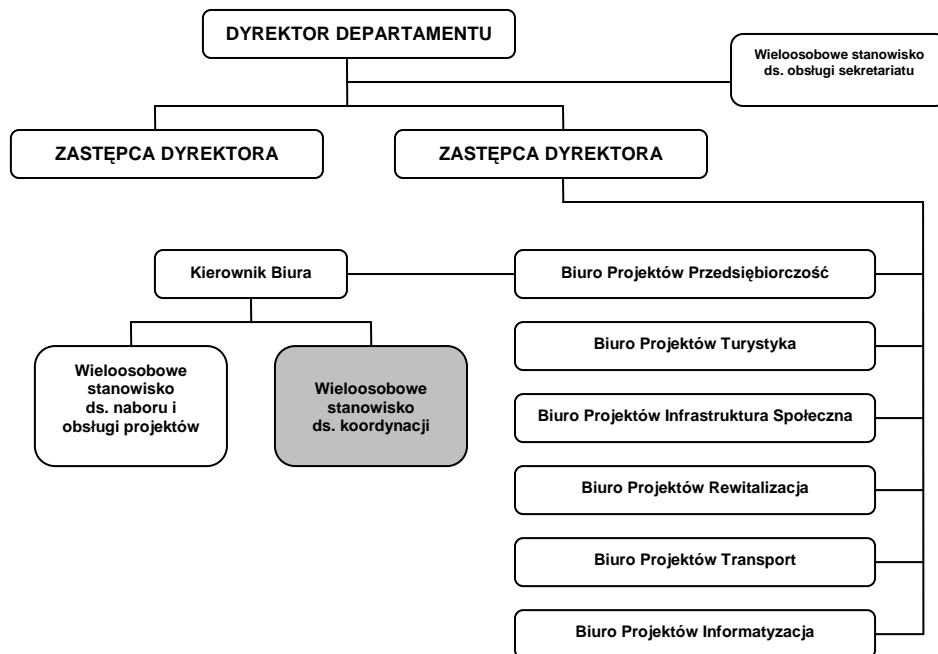 DYREKTOR DEPARTAMENTU
Wieloosobowe stanowisko
ds. obsługi sekretariatu
ZASTĘPCA DYREKTORA
ZASTĘPCA DYREKTORA
Kierownik Biura
Biuro Projektów Przedsiębiorczość
Wieloosobowe
stanowisko
ds. naboru i
obsługi projektów
Wieloosobowe
stanowisko
ds. koordynacji
Biuro Projektów Turystyka
Biuro Projektów Infrastruktura Społeczna
Biuro Projektów Rewitalizacja
Biuro Projektów Transport
Biuro Projektów Informatyzacja